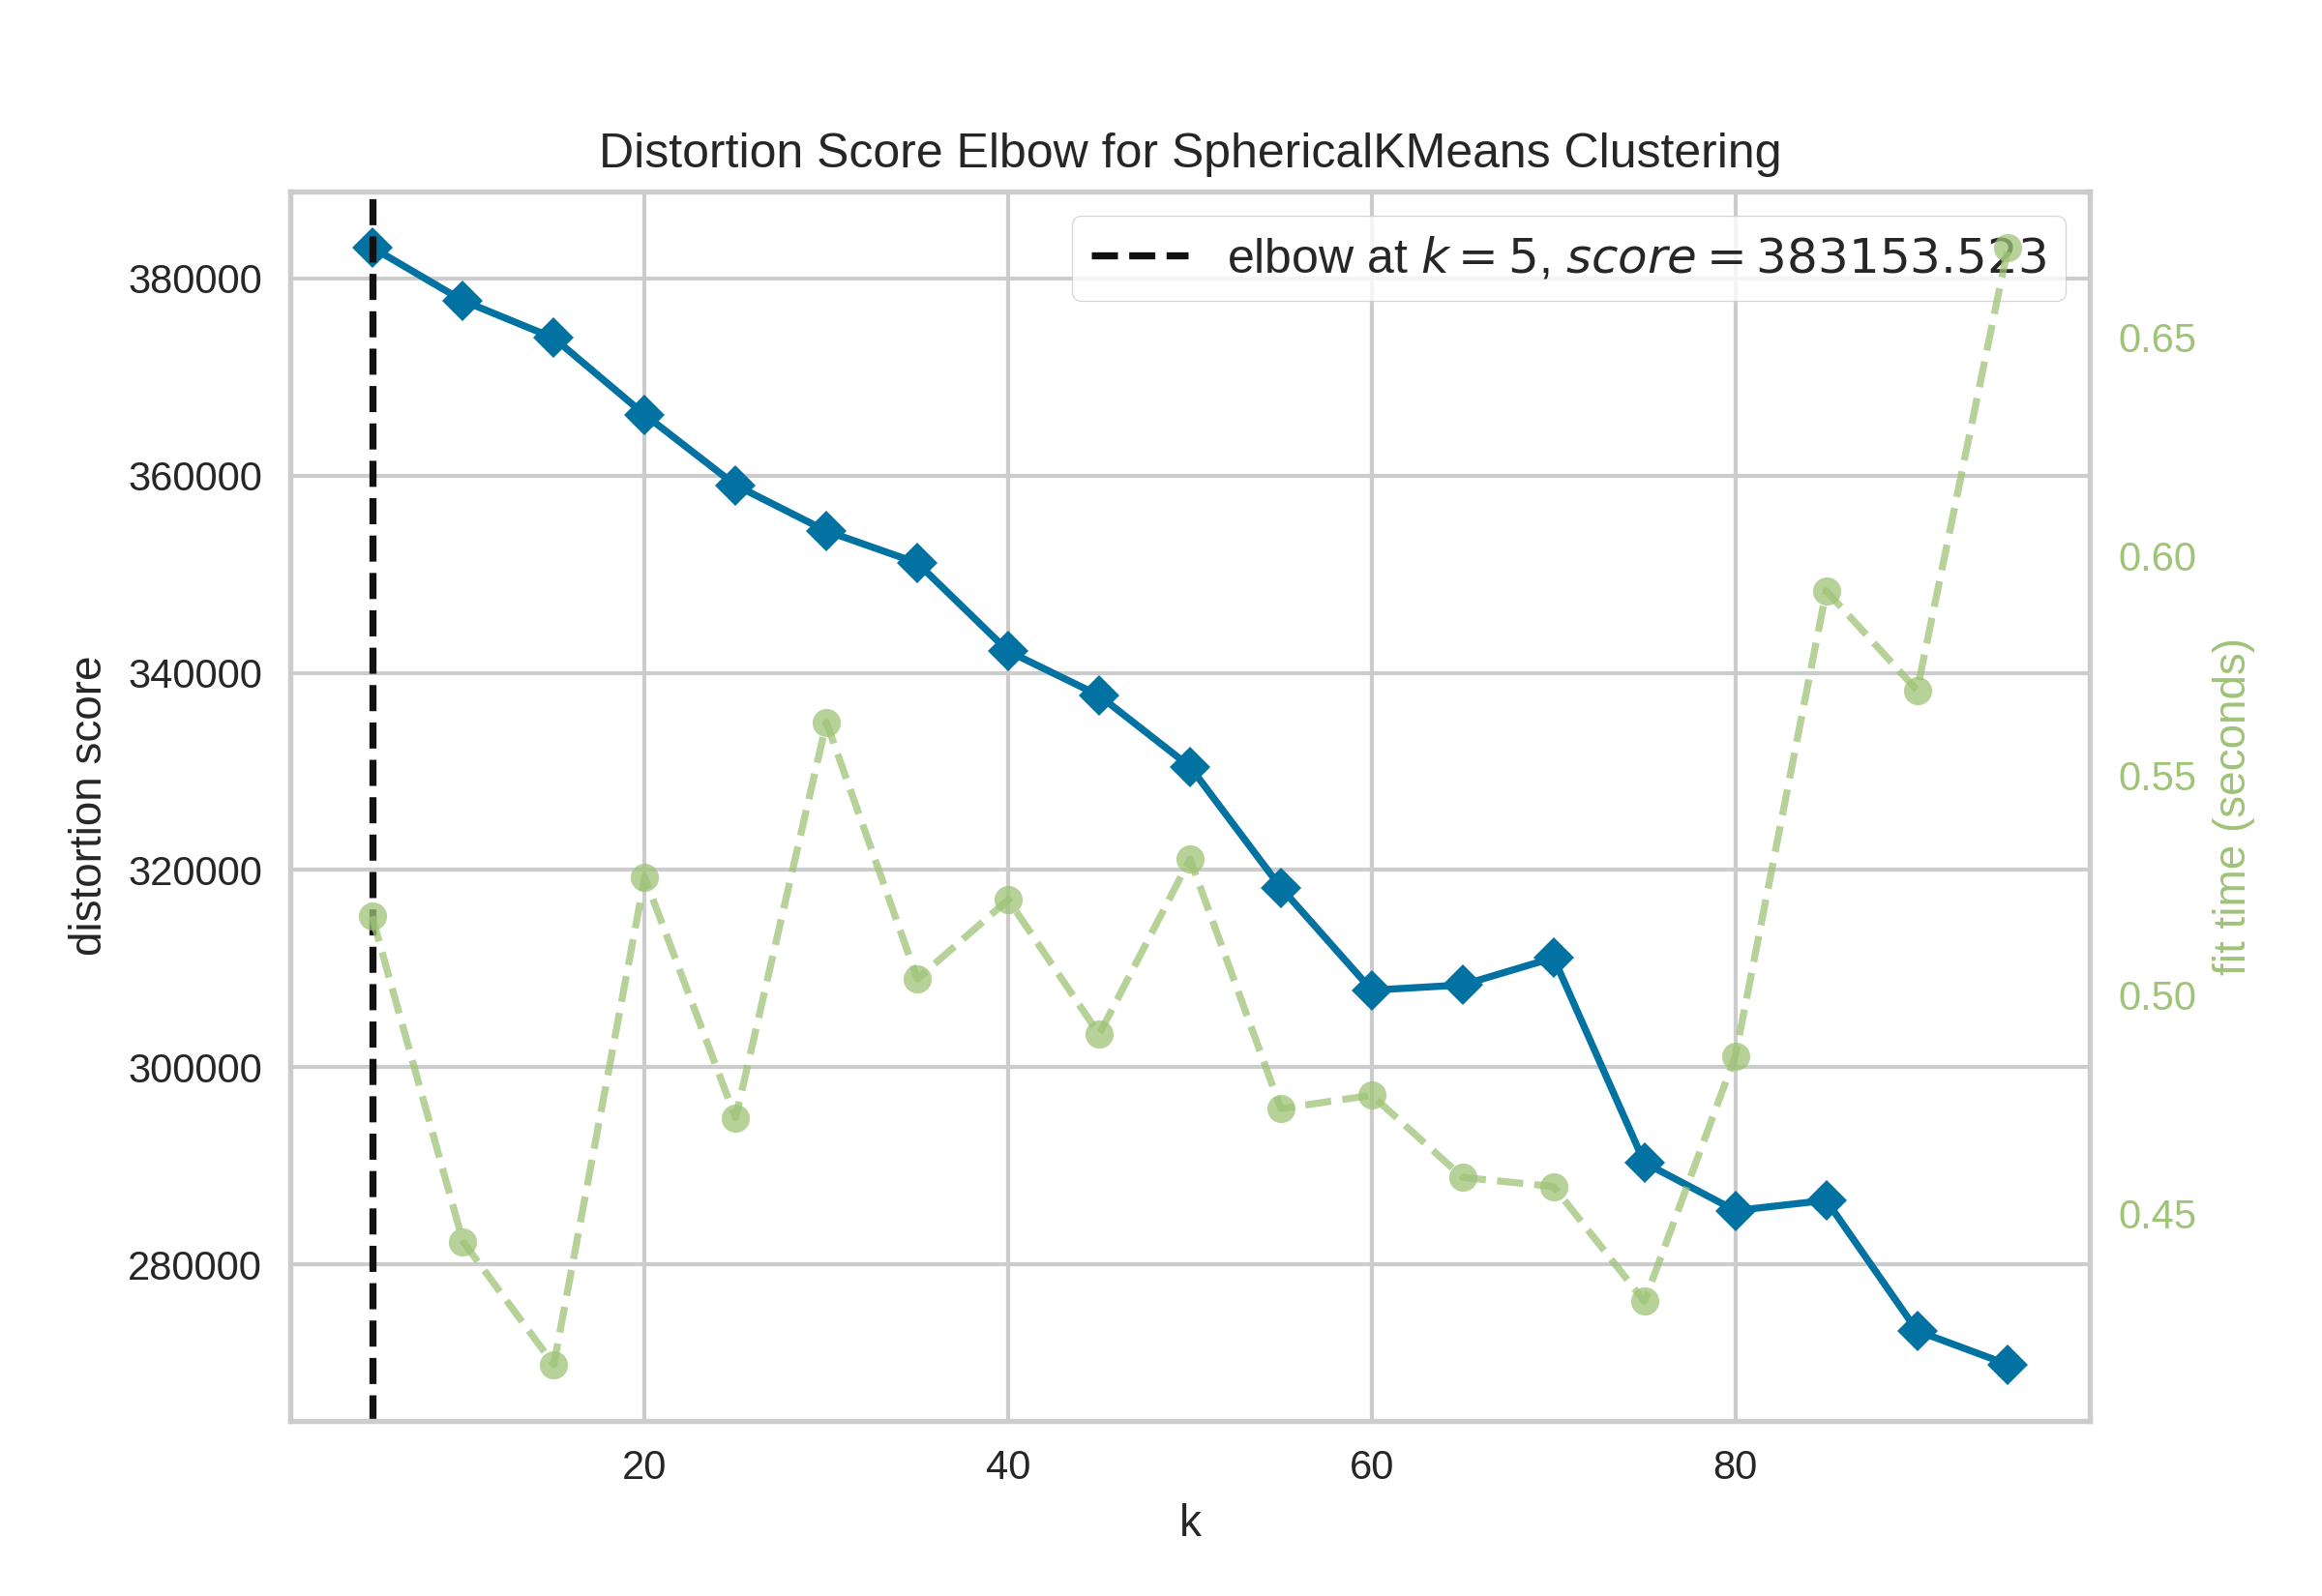 Distortion Score Elbow for SphericalKMeans Clustering
elbow at k = 5, score = 383153.523
distortion score
380000
360000
340000
320000
300000
280000
0.65
0.60
0.55
0.50
0.45
fit time (seconds)
20 40 60 80
k